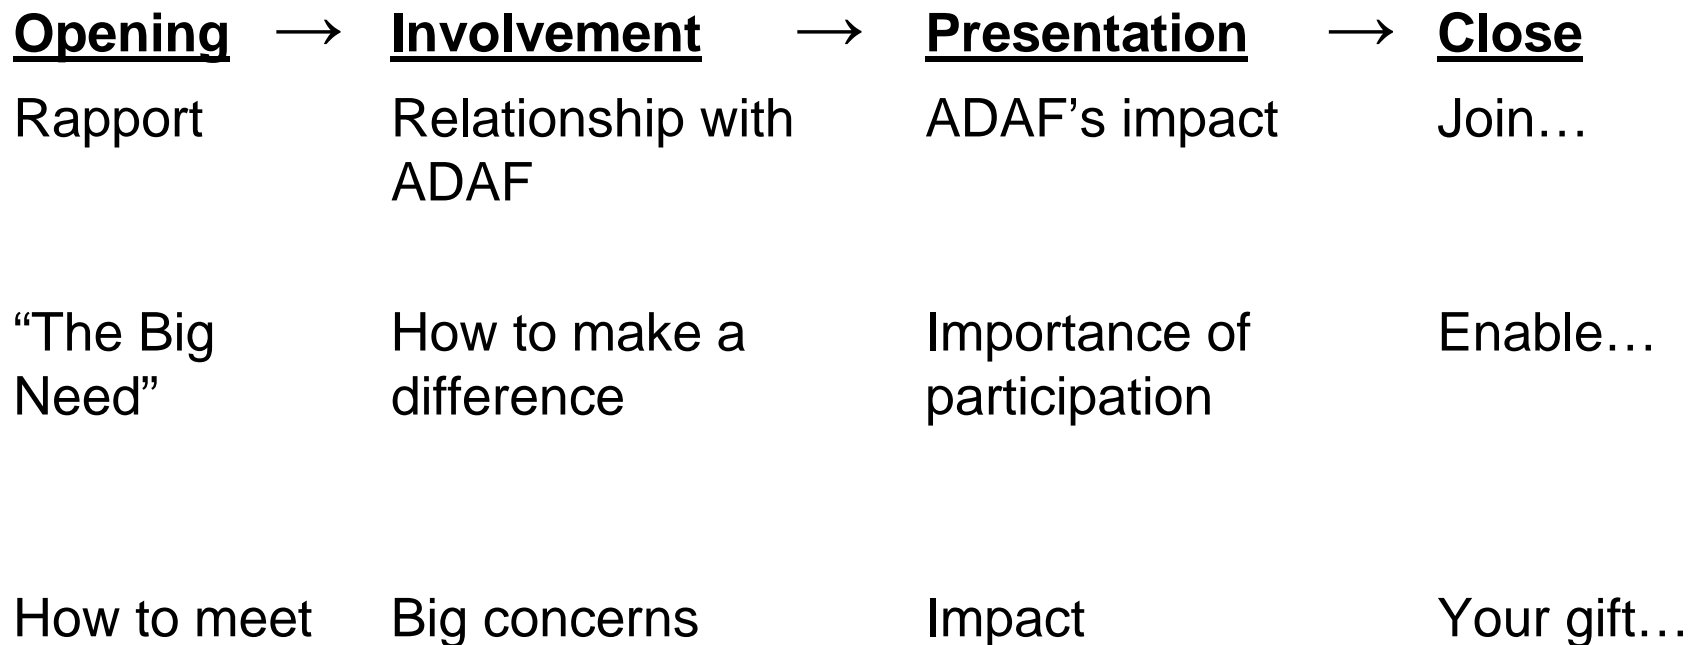 Opening → Involvement → Presentation → Close
Rapport Relationship with ADAF’s impact Join…
ADAF
“The Big How to make a Importance of Enable…
Need” difference participation
How to meet Big concerns Impact Your gift…